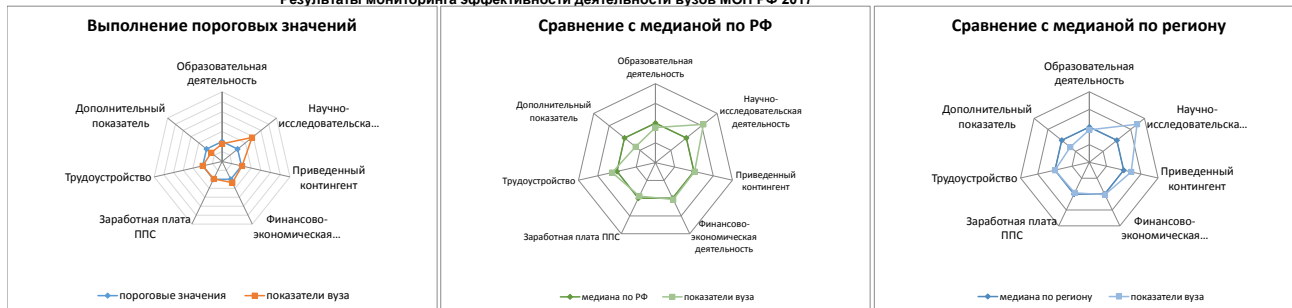 Результаты мониторинга эффективности деятельности вузов МОН РФ 2017
Выполнение пороговых значений
Образовательная
деятельность
Научно-
исследовательска...
Приведенный
контингент
Финансово-
экономическая...
Заработная плата
ППС
Трудоустройство
Дополнительный
показатель
пороговые значения
показатели вуза
Сравнение с медианой по РФ
Образовательная
деятельность
Научно-
исследовательская
деятельность
Приведенный
контингент
Финансово-
экономическая
деятельность
Заработная плата ППС
Трудоустройство
Дополнительный
показатель
медиана по РФ
показатели вуза
Сравнение с медианой по региону
Образовательная
деятельность
Научно-
исследовательска...
Приведенный
контингент
Финансово-
экономическая...
Заработная плата
ППС
Трудоустройство
Дополнительный
показатель
медиана по региону
показатели вуза